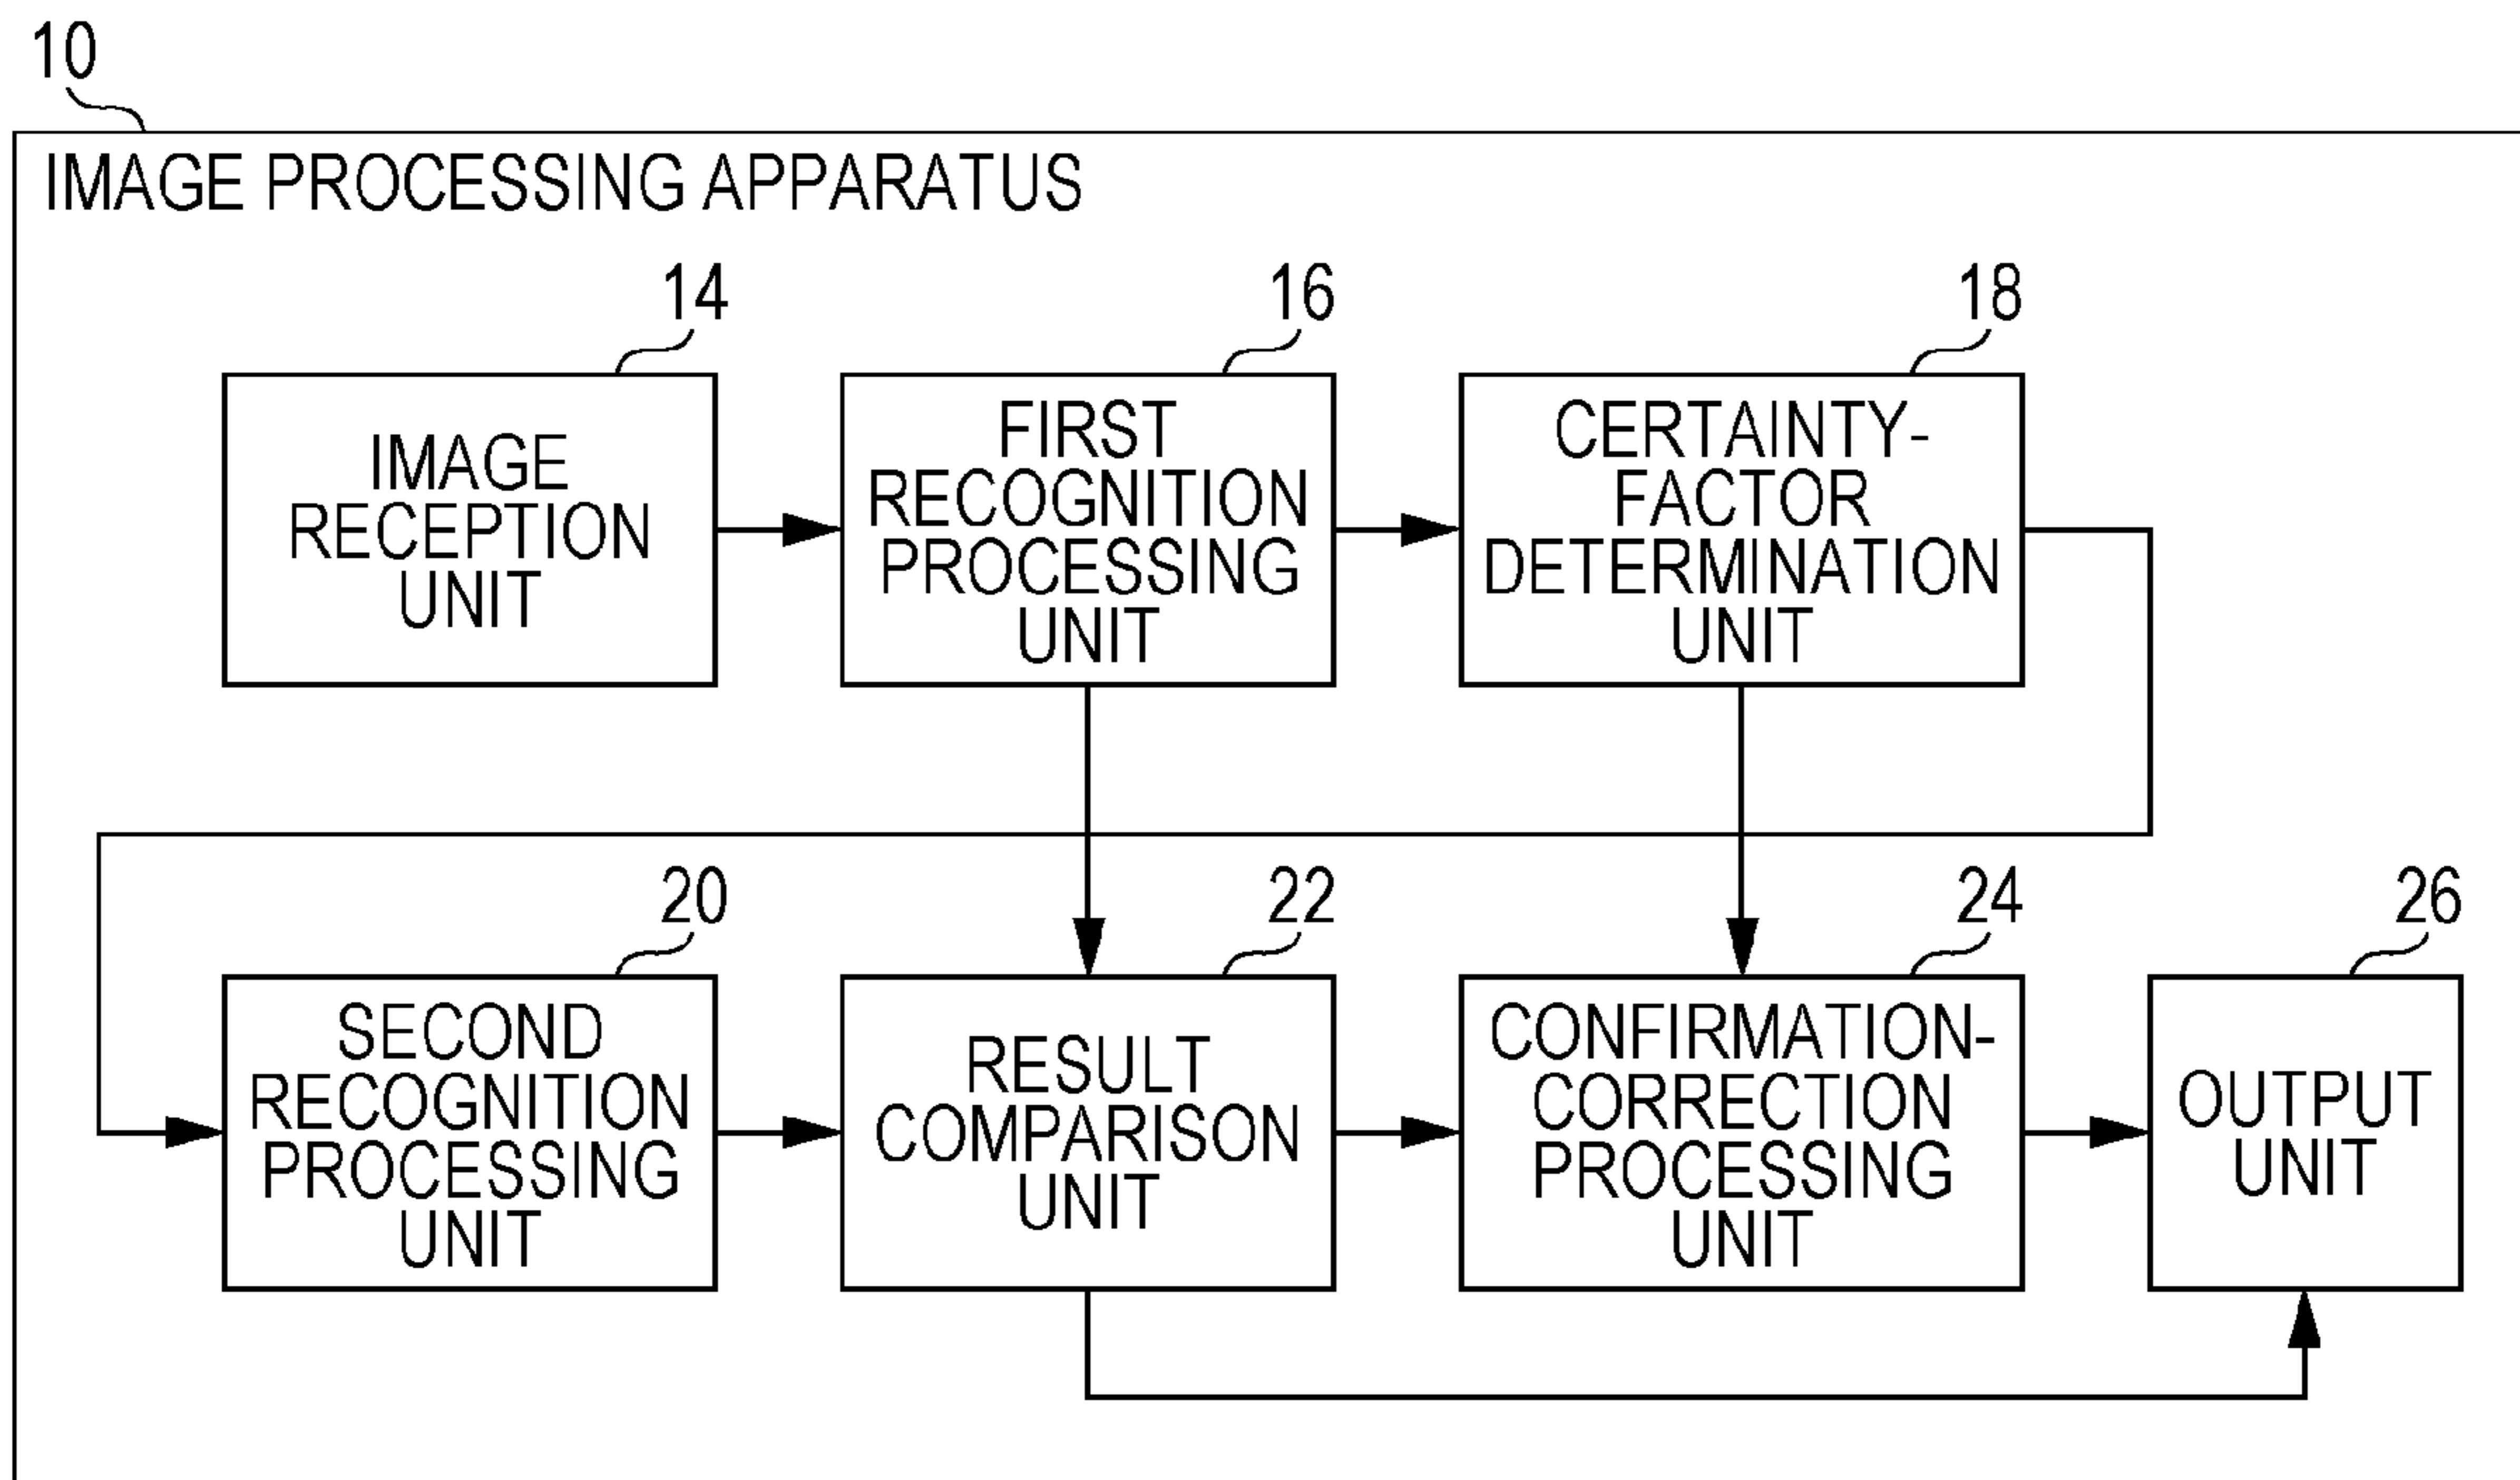 10
IMAGE PROCESSING APPARATUS
14
IMAGE
RECEPTION
UNIT
16
FIRST
RECOGNITION
PROCESSING
UNIT
18
CERTAINTY-
FACTOR
DETERMINATION
UNIT
20
SECOND
RECOGNITION
PROCESSING
UNIT
22
RESULT
COMPARISON
UNIT
24
CONFIRMATION-
CORRECTION
PROCESSING
UNIT
26
OUTPUT
UNIT